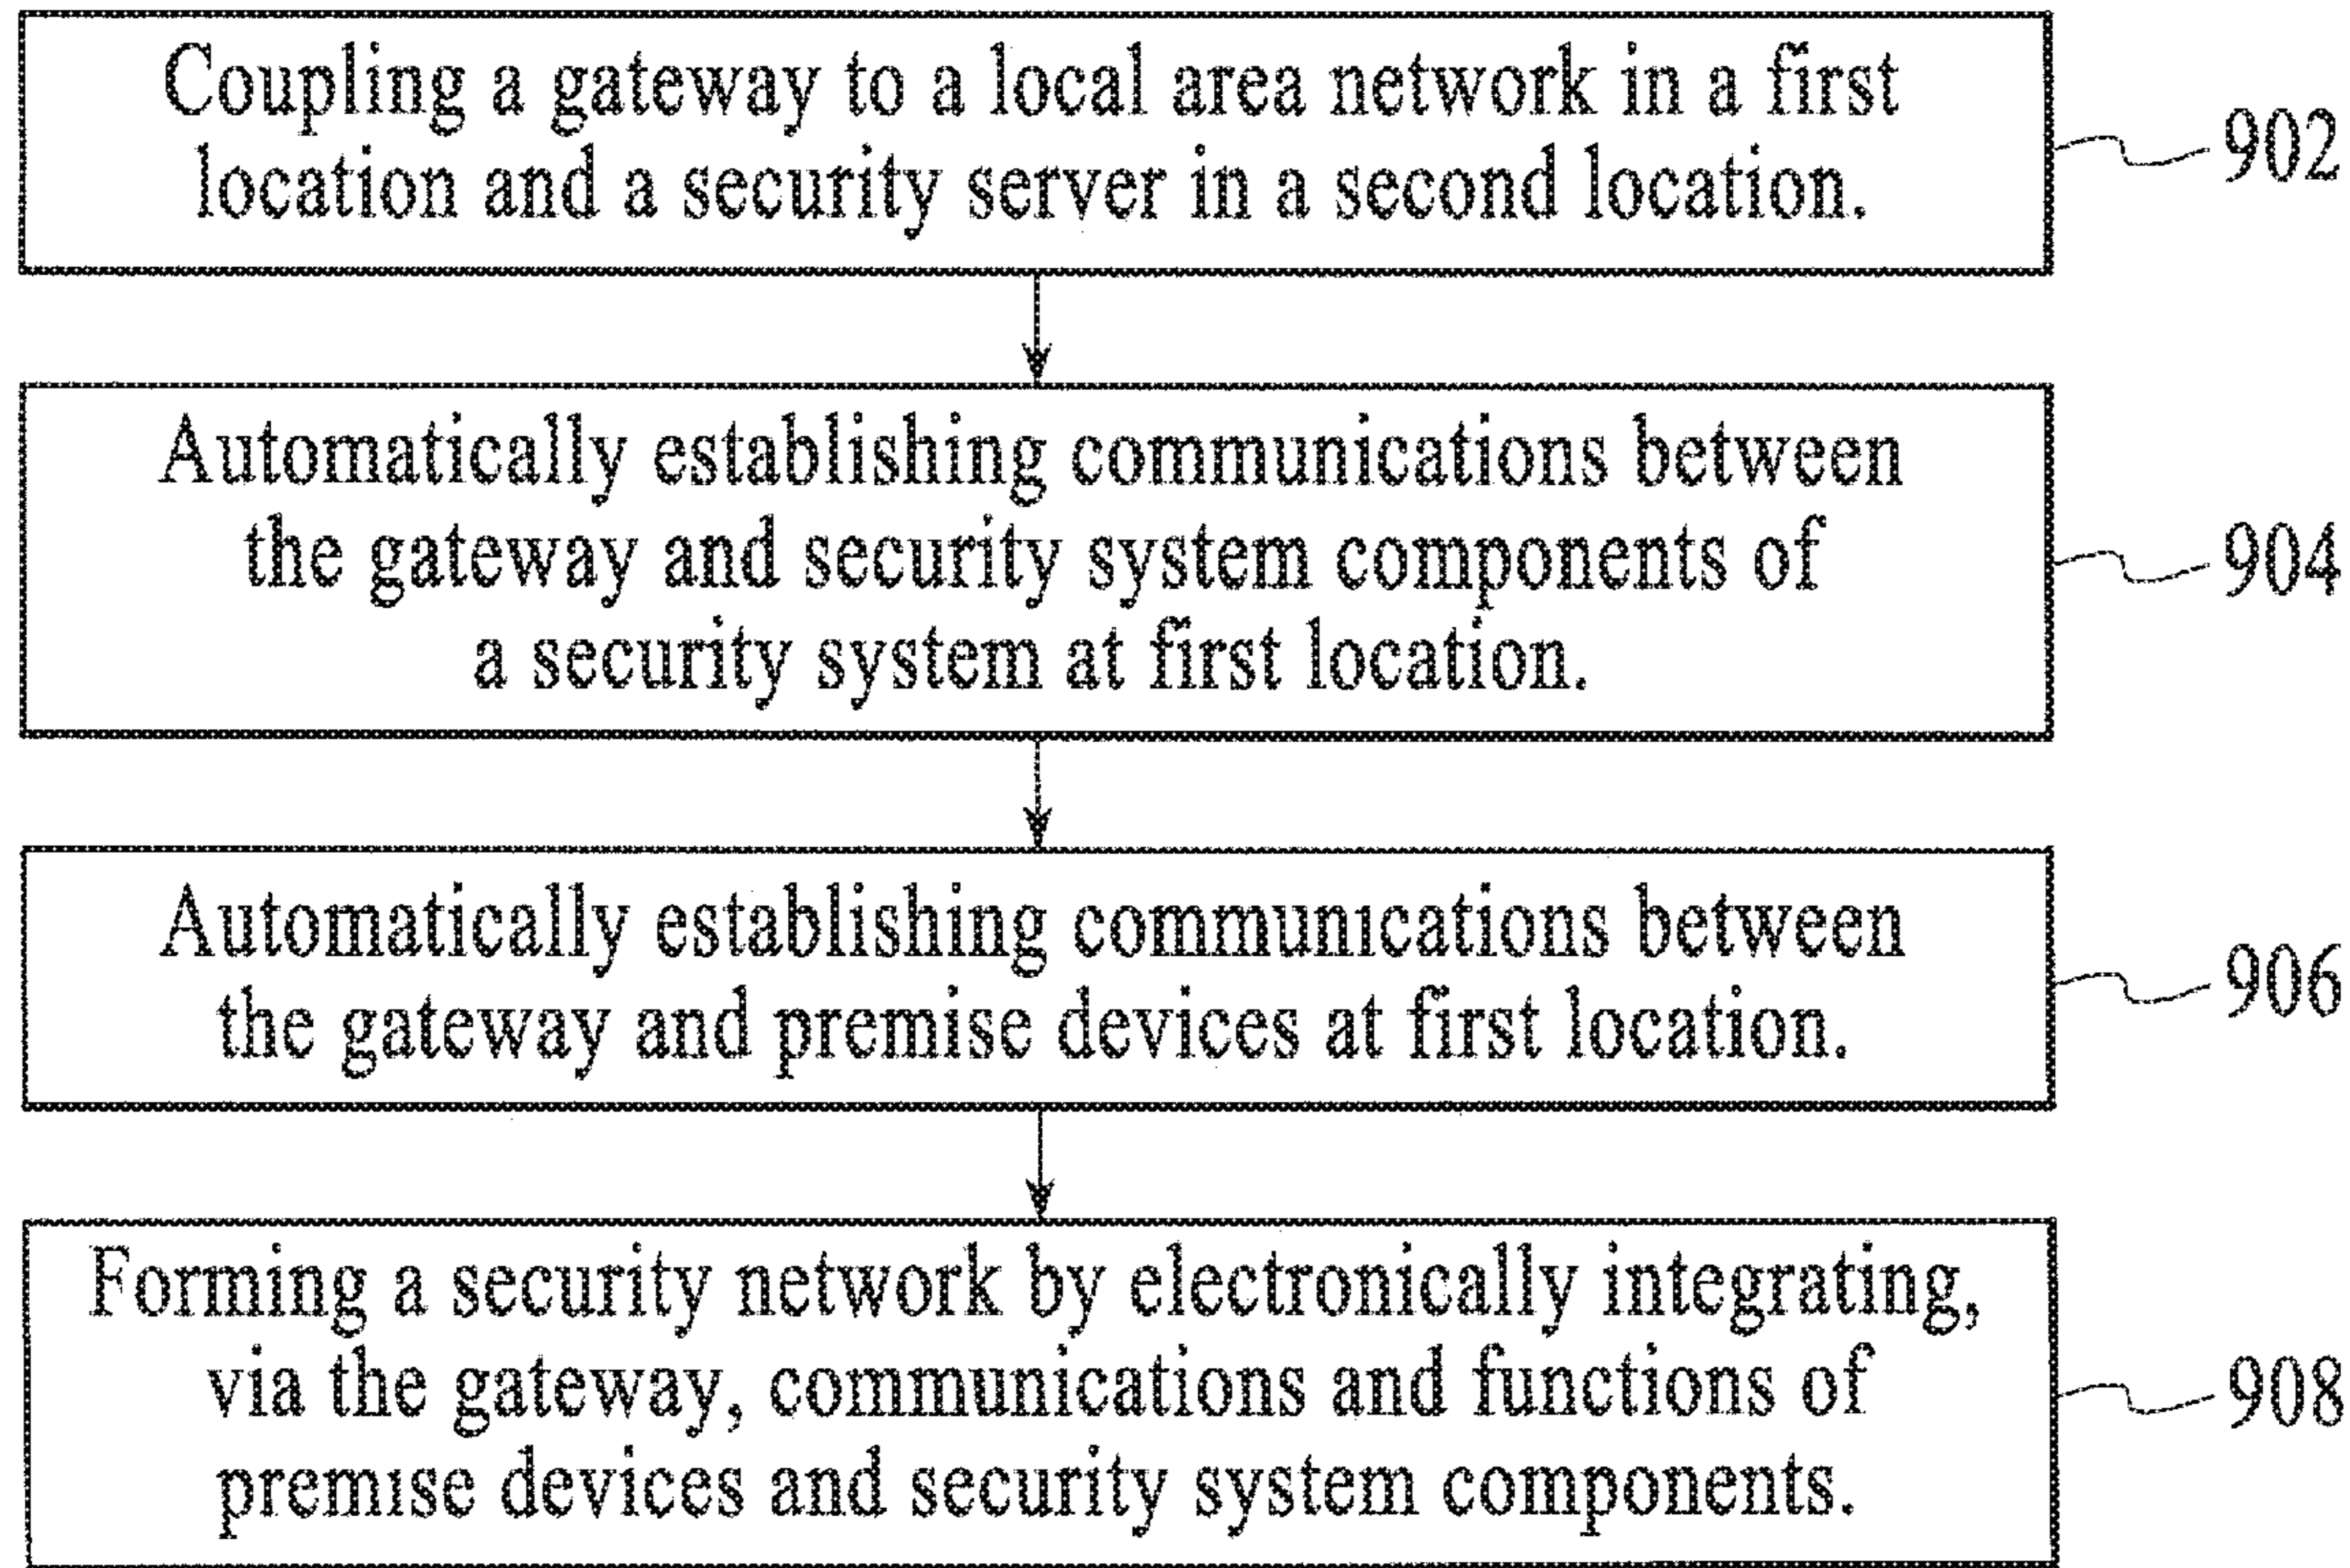 Coupling a gateway to a local area network in a first
location and a security server in a second location.
902
Automatically establishing communications between
the gateway and security system components of
a security system at first location.
904
Automatically establishing communications between
the gateway and premise devices at first location.
906
Forming a security network by electronically integrating,
via the gateway, communications and functions of
premise devices and security system components.
908